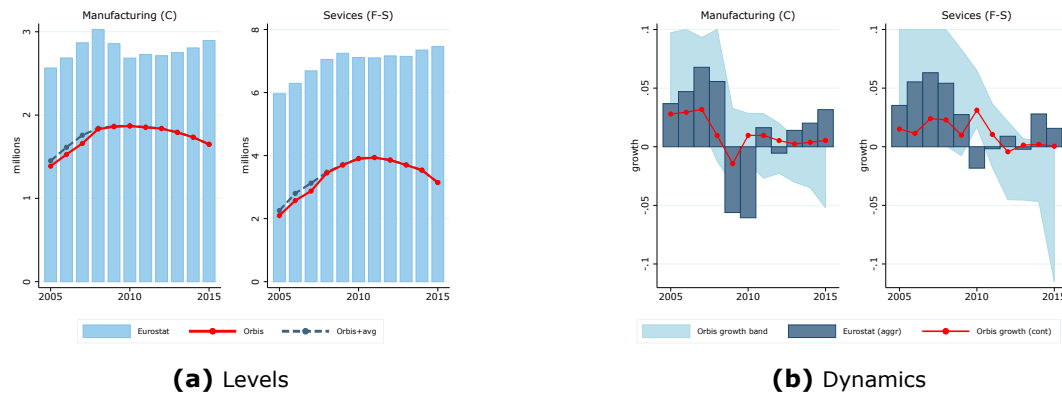 Manufacturing (C)
Sevices (F-S)
Manufacturing (C)
Sevices (F-S)
millions
0
1
2
3
2005
2010
2015
millions
0
2
4
6
8
2005
2010
2015
growth
-.1
-.05
0
.05
.1
2005
2010
2015
growth
-.1
-.05
0
.05
.1
2005
2010
2015
Eurostat
Orbis
Orbis+avg
Orbis growth band
Eurostat (aggr)
Orbis growth (cont)
(a) Levels
(b) Dynamics